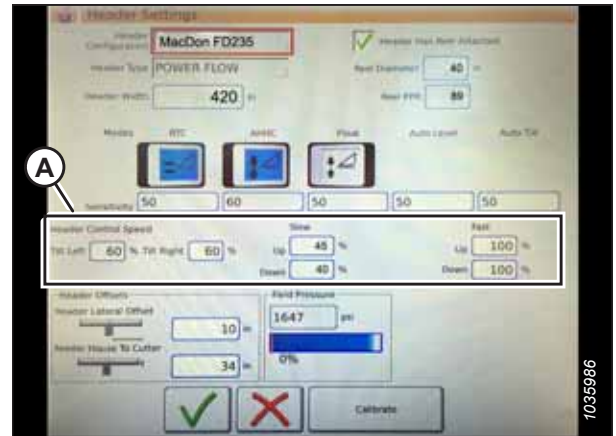 Header Settings
Header Configuration MacDon FD235 Header Has Reel Attached
Header Type POWER FLOW Reel Diameter 40 in
Header Width 420 in Reel PPR 89
Modes RTC AHHC Float Auto Level Auto Tilt
A
Sensitivity 50 60 50 50 50
Header Control Speed Slow Fast
Tilt Left 60 % Tilt Right 60 % Up 45 % Up 100 %
Down 40 % Down 100 %
Header Offsets Field Pressure
Header Lateral Offset 1647 psi
10 in
Feeder House To Cutter 0%
34 in
Calibrate
1035986